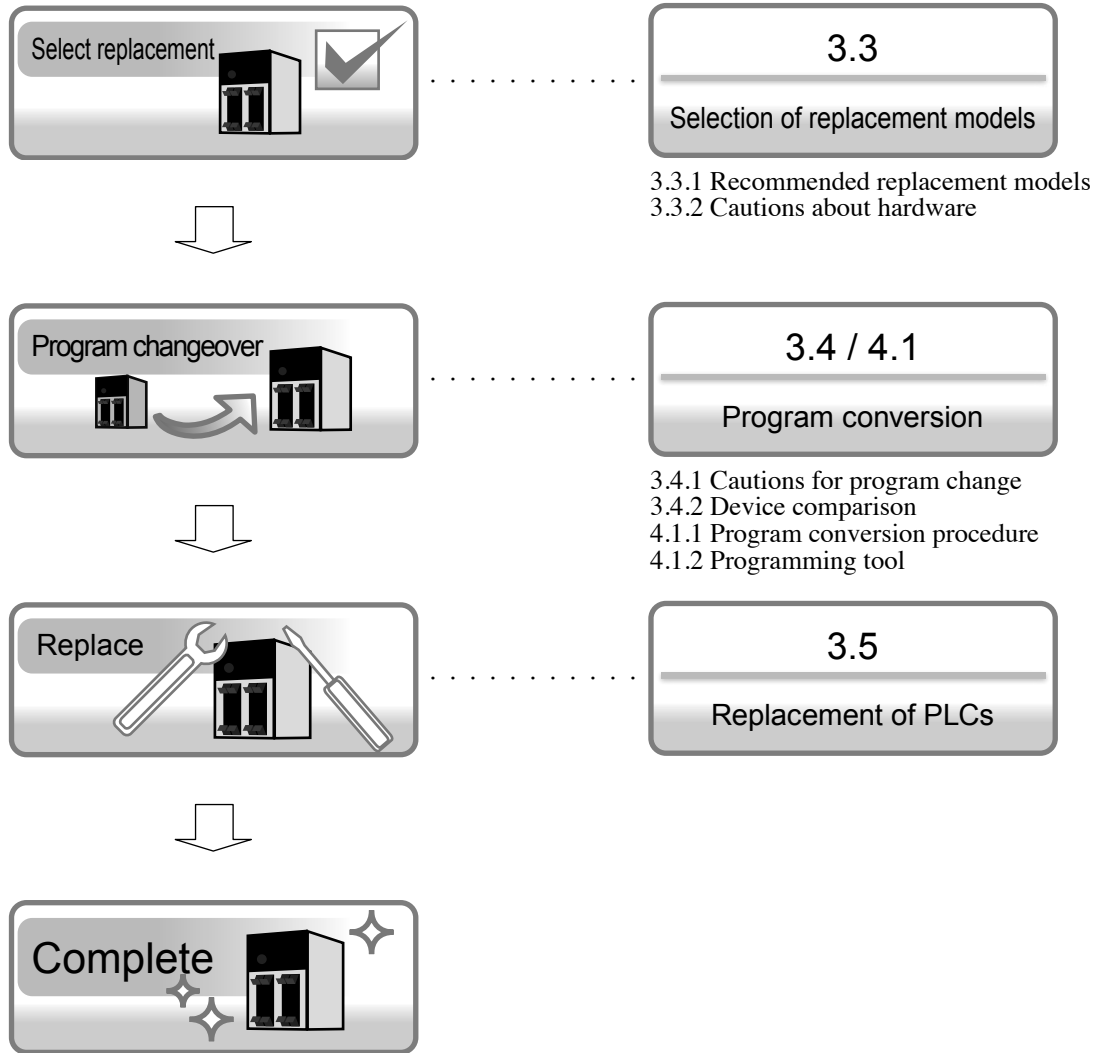 Select replacement
3.3
Selection of replacement models
3.3.1 Recommended replacement models
3.3.2 Cautions about hardware
Program changeover
3.4 / 4.1
Program conversion
3.4.1 Cautions for program change
3.4.2 Device comparison
4.1.1 Program conversion procedure
4.1.2 Programming tool
Replace
3.5
Replacement of PLCs
Complete